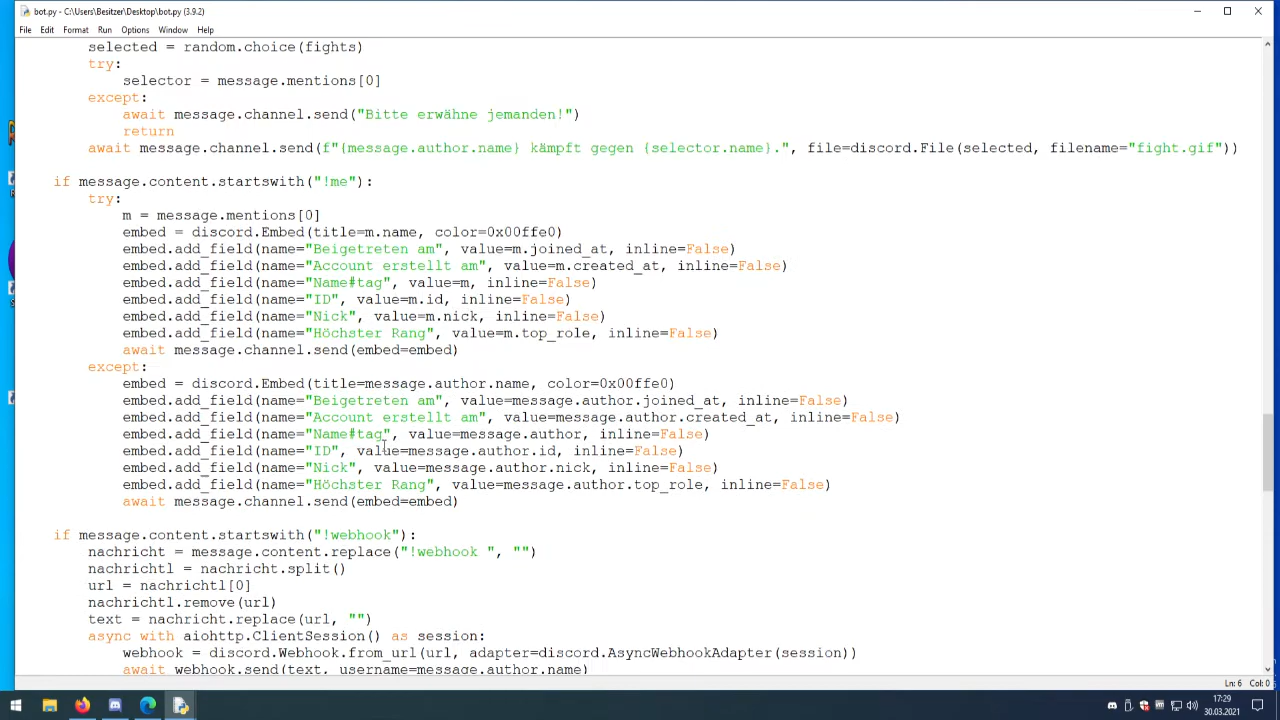 bot.py - C:\Users\Besitzer\Desktop\bot.py (3.9.2)
File Edit Format Run Options Window Help
selected = random.choice(fights)
try:
selector = message.mentions[0]
except:
await message.channel.send("Bitte erwähne jemanden!")
return
await message.channel.send(f"{message.author.name} kämpft gegen {selector.name}.", file=discord.File(selected, filename="fight.gif"))
if message.content.startswith("!me"):
try:
m = message.mentions[0]
embed = discord.Embed(title=m.name, color=0x00ffe0)
embed.add_field(name="Beigetreten am", value=m.joined_at, inline=False)
embed.add_field(name="Account erstellt am", value=m.created_at, inline=False)
embed.add_field(name="Name#tag", value=m, inline=False)
embed.add_field(name="ID", value=m.id, inline=False)
embed.add_field(name="Nick", value=m.nick, inline=False)
embed.add_field(name="Höchster Rang", value=m.top_role, inline=False)
await message.channel.send(embed=embed)
except:
embed = discord.Embed(title=message.author.name, color=0x00ffe0)
embed.add_field(name="Beigetreten am", value=message.author.joined_at, inline=False)
embed.add_field(name="Account erstellt am", value=message.author.created_at, inline=False)
embed.add_field(name="Name#tag", value=message.author, inline=False)
embed.add_field(name="ID", value=message.author.id, inline=False)
embed.add_field(name="Nick", value=message.author.nick, inline=False)
embed.add_field(name="Höchster Rang", value=message.author.top_role, inline=False)
await message.channel.send(embed=embed)
if message.content.startswith("!webhook"):
nachricht = message.content.replace("!webhook ", "")
nachrichtl = nachricht.split()
url = nachrichtl[0]
nachrichtl.remove(url)
text = nachricht.replace(url, "")
async with aiohttp.ClientSession() as session:
webhook = discord.Webhook.from_url(url, adapter=discord.AsyncWebhookAdapter(session))
await webhook.send(text, username=message.author.name)
Ln: 6 Col: 0
17:29
30.03.2021